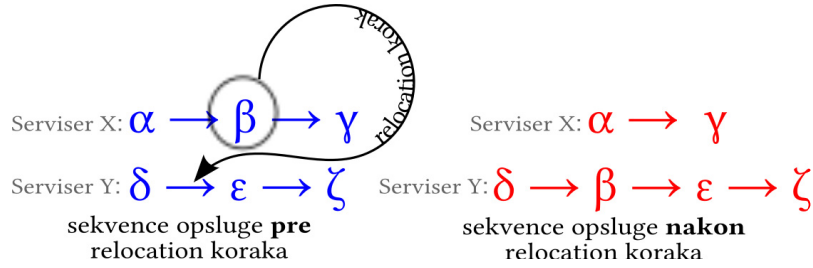 relocation korak
Serviser X: α → β → γ
Serviser Y: δ → ε → ζ
sekvence opsluge pre
relocation koraka
Serviser X: α → γ
Serviser Y: δ → β → ε → ζ
sekvence opsluge nakon
relocation koraka